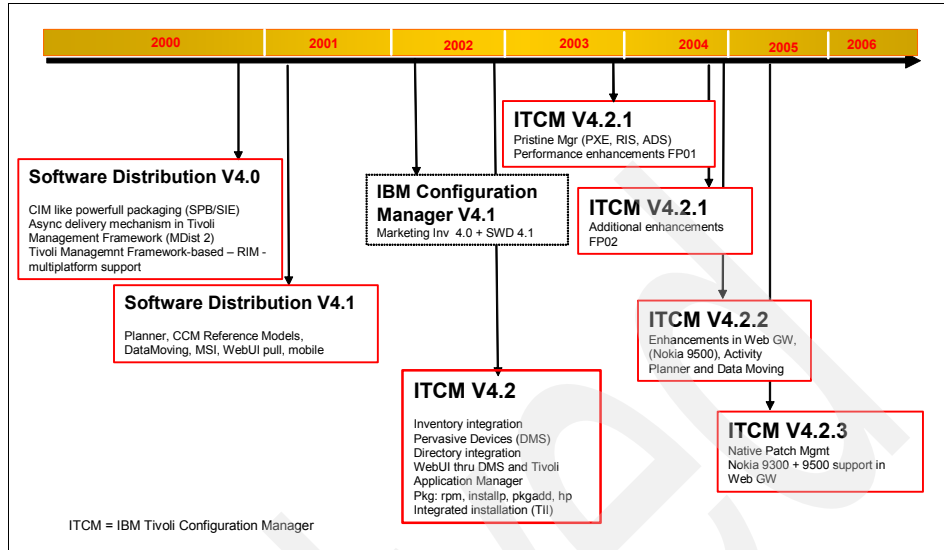 2000
2001
2002
2003
2004
2005
2006
Software Distribution V4.0
CIM like powerfull packaging (SPB/SIE)
Async delivery mechanism in Tivoli
Management Framework (MDist 2)
Tivoli Managemnt Framework-based – RIM -
multiplatform support
Software Distribution V4.1
Planner, CCM Reference Models,
DataMoving, MSI, WebUI pull, mobile
IBM Configuration
Manager V4.1
Marketing Inv 4.0 + SWD 4.1
ITCM V4.2
Inventory integration
Pervasive Devices (DMS)
Directory integration
WebUI thru DMS and Tivoli
Application Manager
Pkg: rpm, installp, pkgadd, hp
Integrated installation (TII)
ITCM V4.2.1
Pristine Mgr (PXE, RIS, ADS)
Performance enhancements FP01
ITCM V4.2.1
Additional enhancements
FP02
ITCM V4.2.2
Enhancements in Web GW,
(Nokia 9500), Activity
Planner and Data Moving
ITCM V4.2.3
Native Patch Mgmt
Nokia 9300 + 9500 support in
Web GW
ITCM = IBM Tivoli Configuration Manager